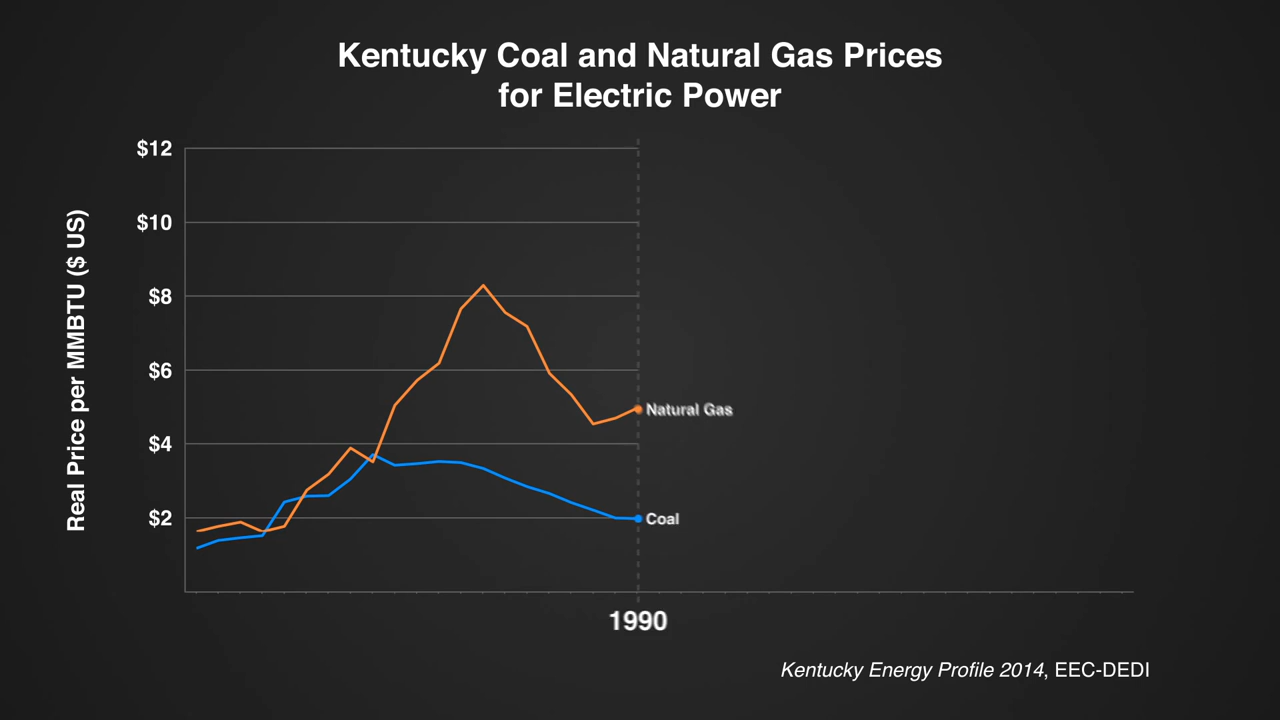 Kentucky Coal and Natural Gas Prices
for Electric Power
Real Price per MMBTU ($ US)
$12
$10
$8
$6
$4
$2
Natural Gas
Coal
1990
Kentucky Energy Profile 2014, EEC-DEDI